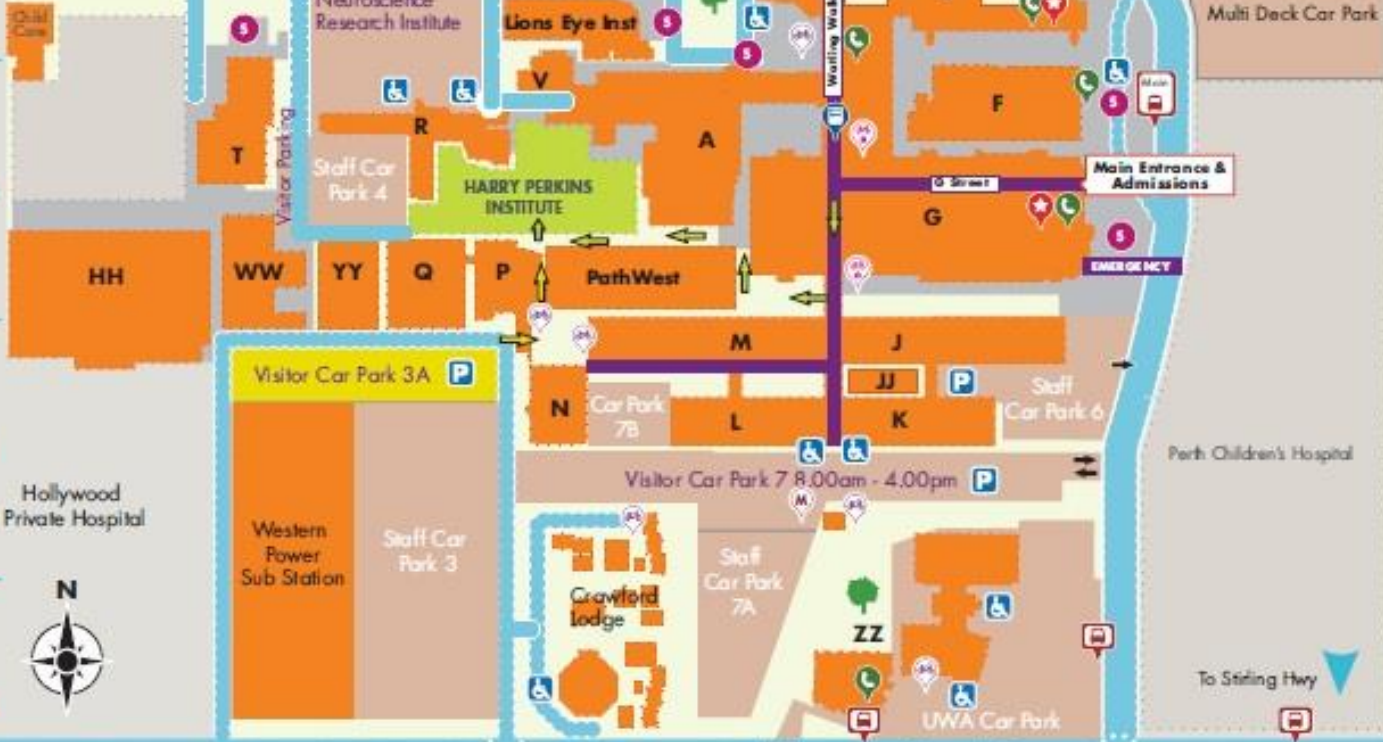 Child
Care
Neuroscience
Research Institute
Lions Eye Inst
Watling Walk
Multi Deck Car Park
S
S
S
S
Main
V
F
R
A
T
Visitor Parking
Staff Car
Park 4
HARRY PERKINS
INSTITUTE
G Street
Main Entrance &
Admissions
G
S
EMERGENCY
HH
WW
YY
Q
P
PathWest
M
J
Visitor Car Park 3A
P
N
Car Park
7B
L
JJ
K
P
Staff
Car Park 6
Perth Children's Hospital
Visitor Car Park 7 8.00am - 4.00pm
P
M
Hollywood
Private Hospital
Western
Power
Sub Station
Staff Car
Park 3
Crawford
Lodge
Staff
Car Park
7A
ZZ
N
To Stirling Hwy
UWA Car Park